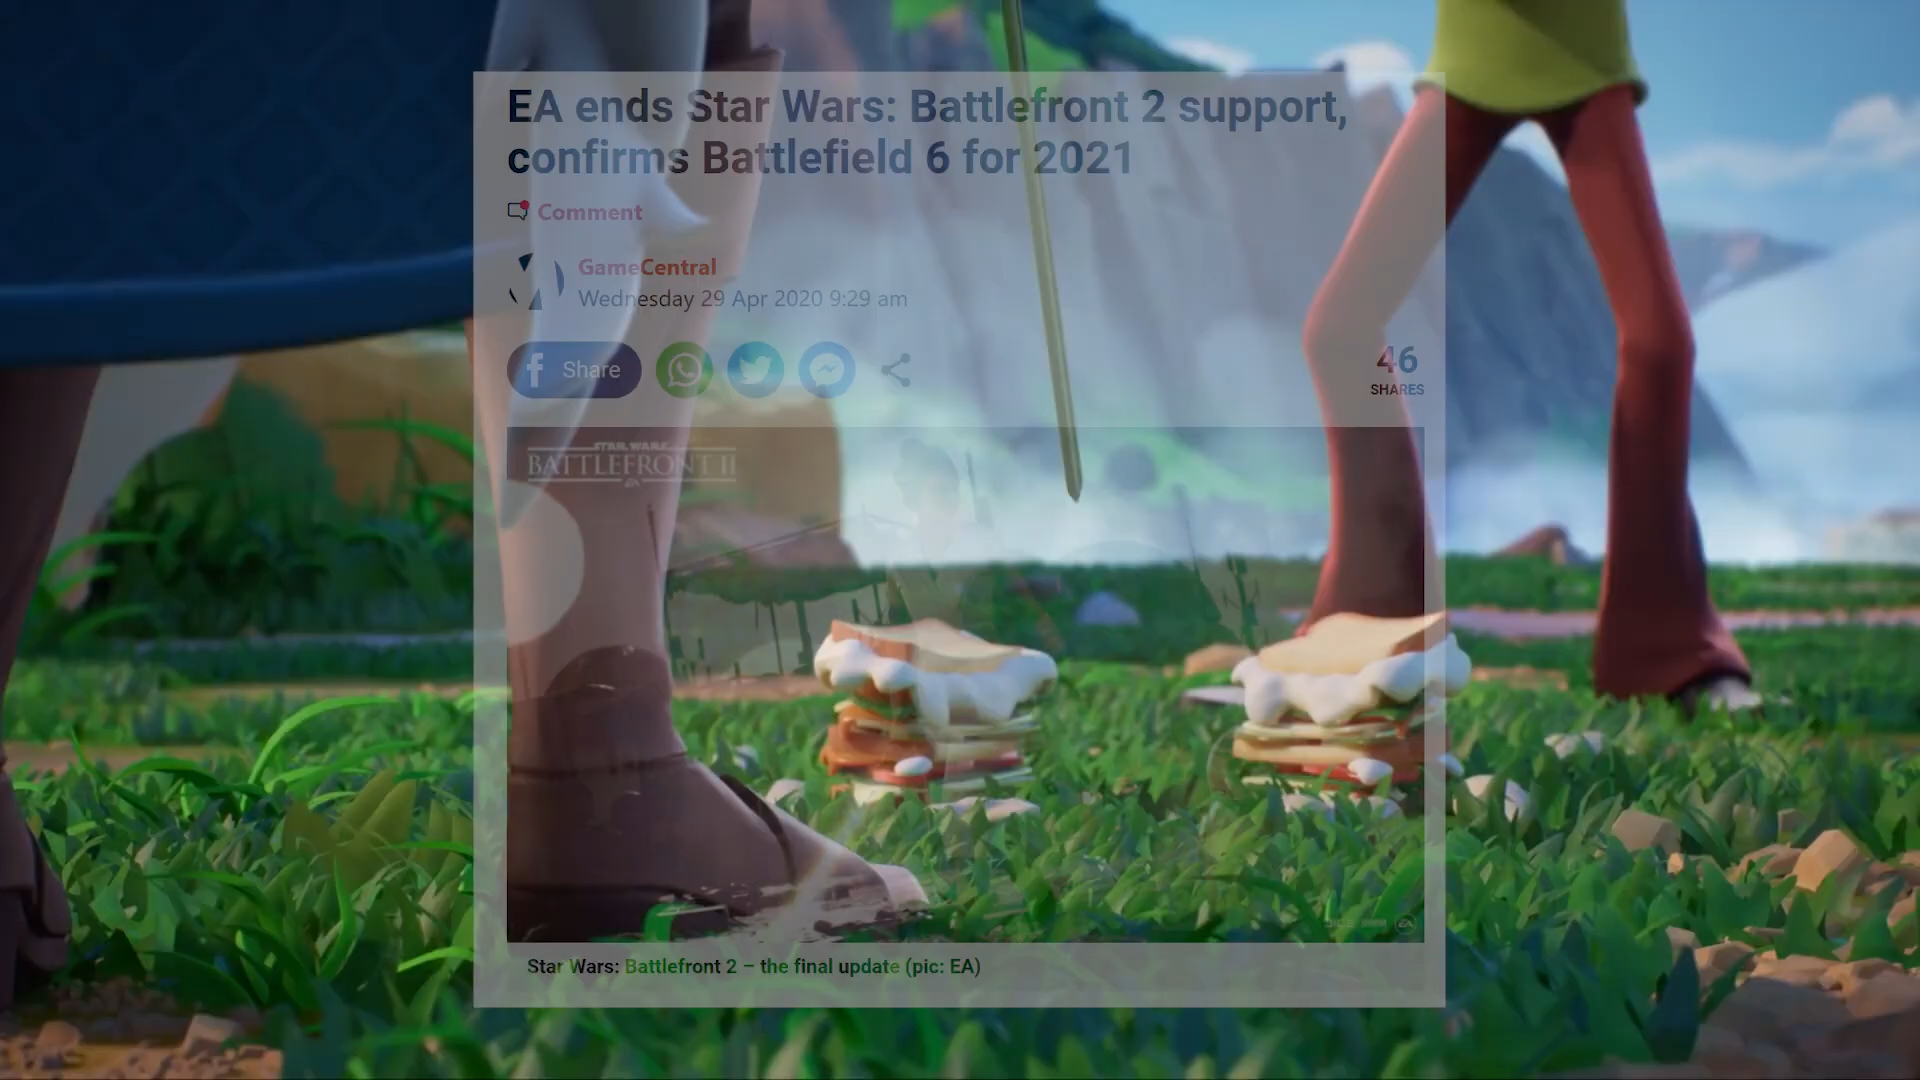 EA ends Star Wars: Battlefront 2 support,
confirms Battlefield 6 for 2021
Comment
GameCentral
Wednesday 29 Apr 2020 9:29 am
Share
46
SHARES
STAR WARS
BATTLEFRONT II
EA
Star Wars: Battlefront 2 – the final update (pic: EA)